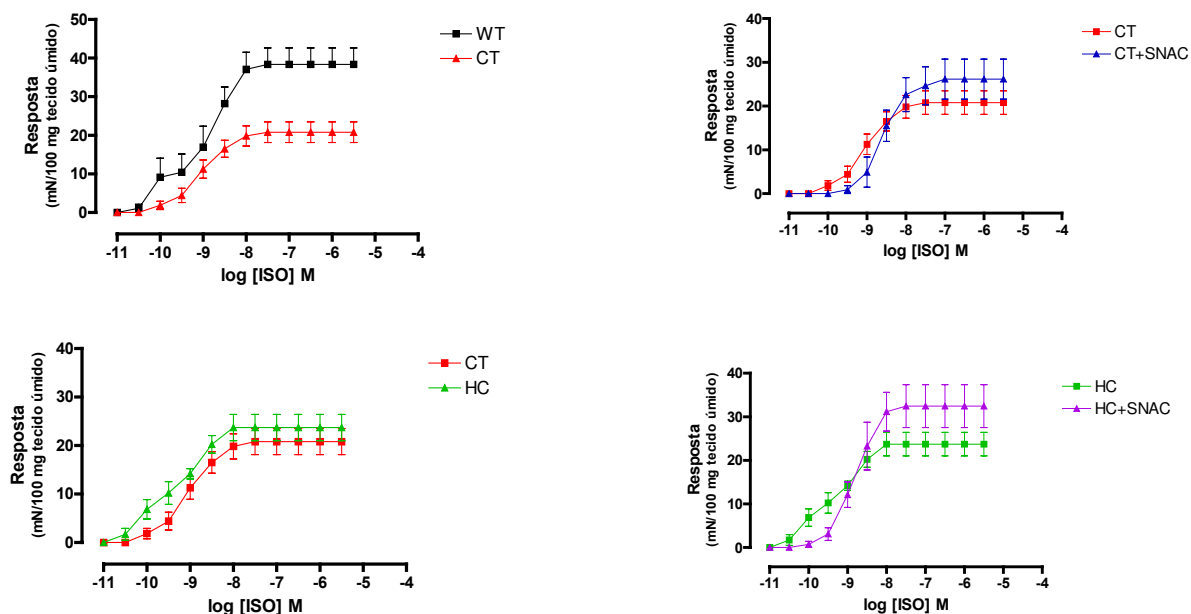 50
40
30
20
10
0
Resposta
(mN/100 mg tecido úmido)
-11 -10 -9 -8 -7 -6 -5 -4
log [ISO] M
WT
CT
40
30
20
10
0
Resposta
(mN/100 mg tecido úmido)
-11 -10 -9 -8 -7 -6 -5 -4
log [ISO] M
CT
CT+SNAC
40
30
20
10
0
Resposta
(mN/100 mg tecido úmido)
-11 -10 -9 -8 -7 -6 -5 -4
log [ISO] M
CT
HC
40
30
20
10
0
Resposta
(mN/100 mg tecido úmido)
-11 -10 -9 -8 -7 -6 -5 -4
log [ISO] M
HC
HC+SNAC